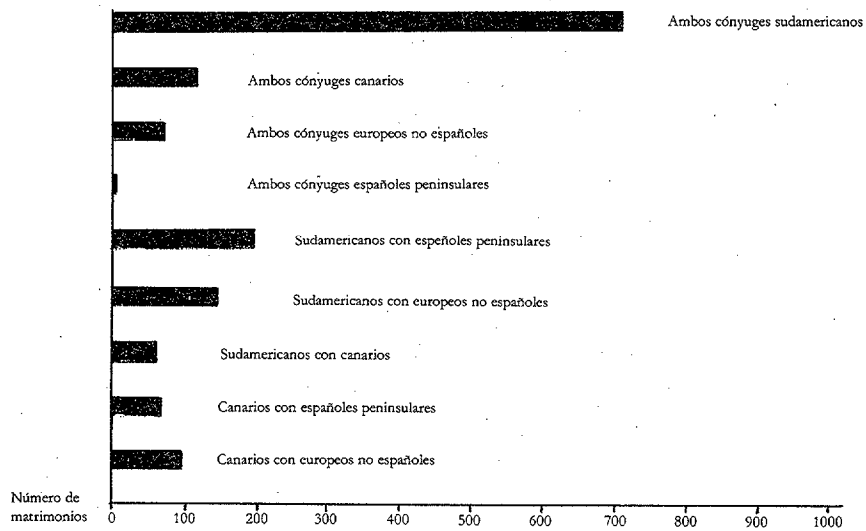 Ambos cónyuges sudamericanos
Ambos cónyuges canarios
Ambos cónyuges europeos no españoles
Ambos cónyuges españoles peninsulares
Sudamericanos con espeñoles peninsulares
Sudamericanos con europeos no españoles
Sudamericanos con canarios
Canarios con españoles peninsulares
Canarios con europeos no españoles
Número de
matrimonios
0 100 200 300 400 500 600 700 800 900 1000